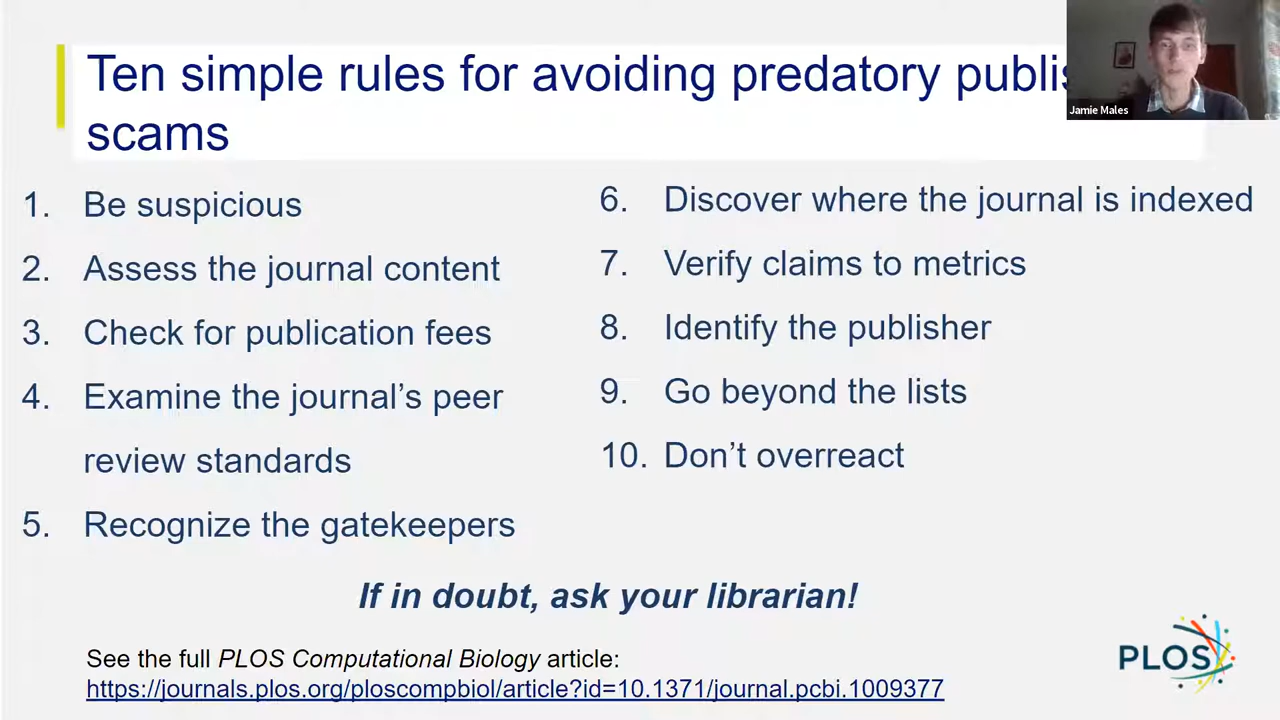 Ten simple rules for avoiding predatory
scams
Jamie Males
1. Be suspicious
2. Assess the journal content
3. Check for publication fees
4. Examine the journal’s peer
review standards
5. Recognize the gatekeepers
6. Discover where the journal is indexed
7. Verify claims to metrics
8. Identify the publisher
9. Go beyond the lists
10. Don’t overreact
If in doubt, ask your librarian!
See the full PLOS Computational Biology article:
https://journals.plos.org/ploscompbiol/article?id=10.1371/journal.pcbi.1009377
PLOS